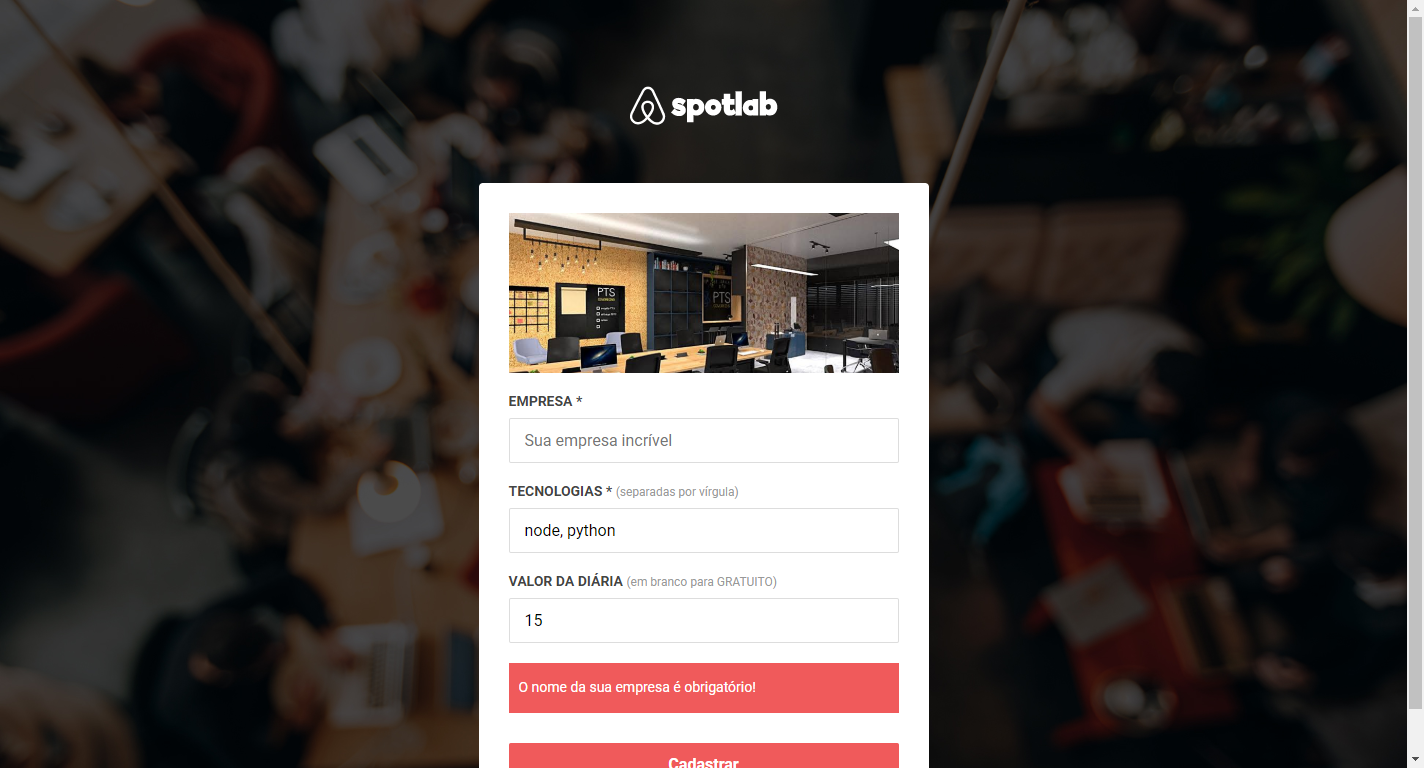 spotlab
PTS
PTS
EMPRESA *
Sua empresa incrível
TECNOLOGIAS * (separadas por vírgula)
node, python
VALOR DA DIÁRIA (em branco para GRATUITO)
15
O nome da sua empresa é obrigatório!
Cadastrar